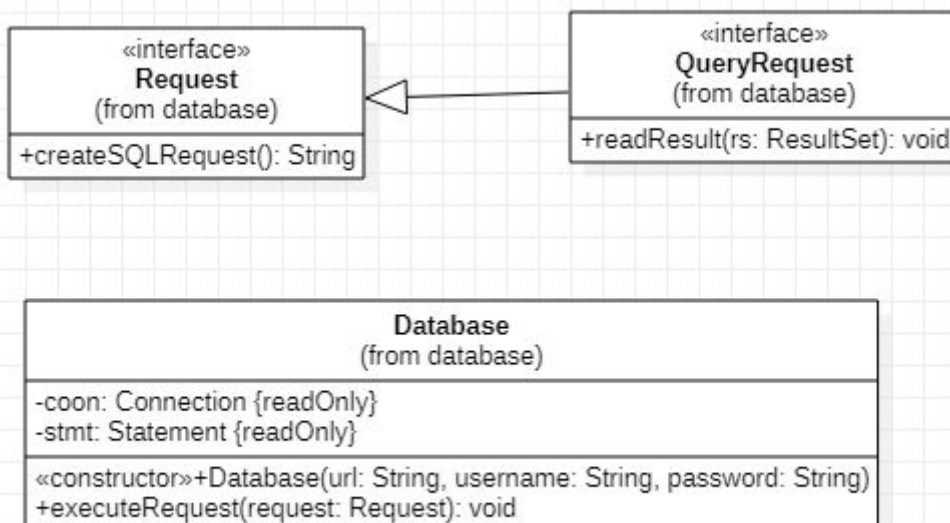 «interface»
Request
(from database)
+createSQLRequest(): String
«interface»
QueryRequest
(from database)
+readResult(rs: ResultSet): void
Database
(from database)
-coon: Connection {readOnly}
-stmt: Statement {readOnly}
«constructor»+Database(url: String, username: String, password: String)
+executeRequest(request: Request): void